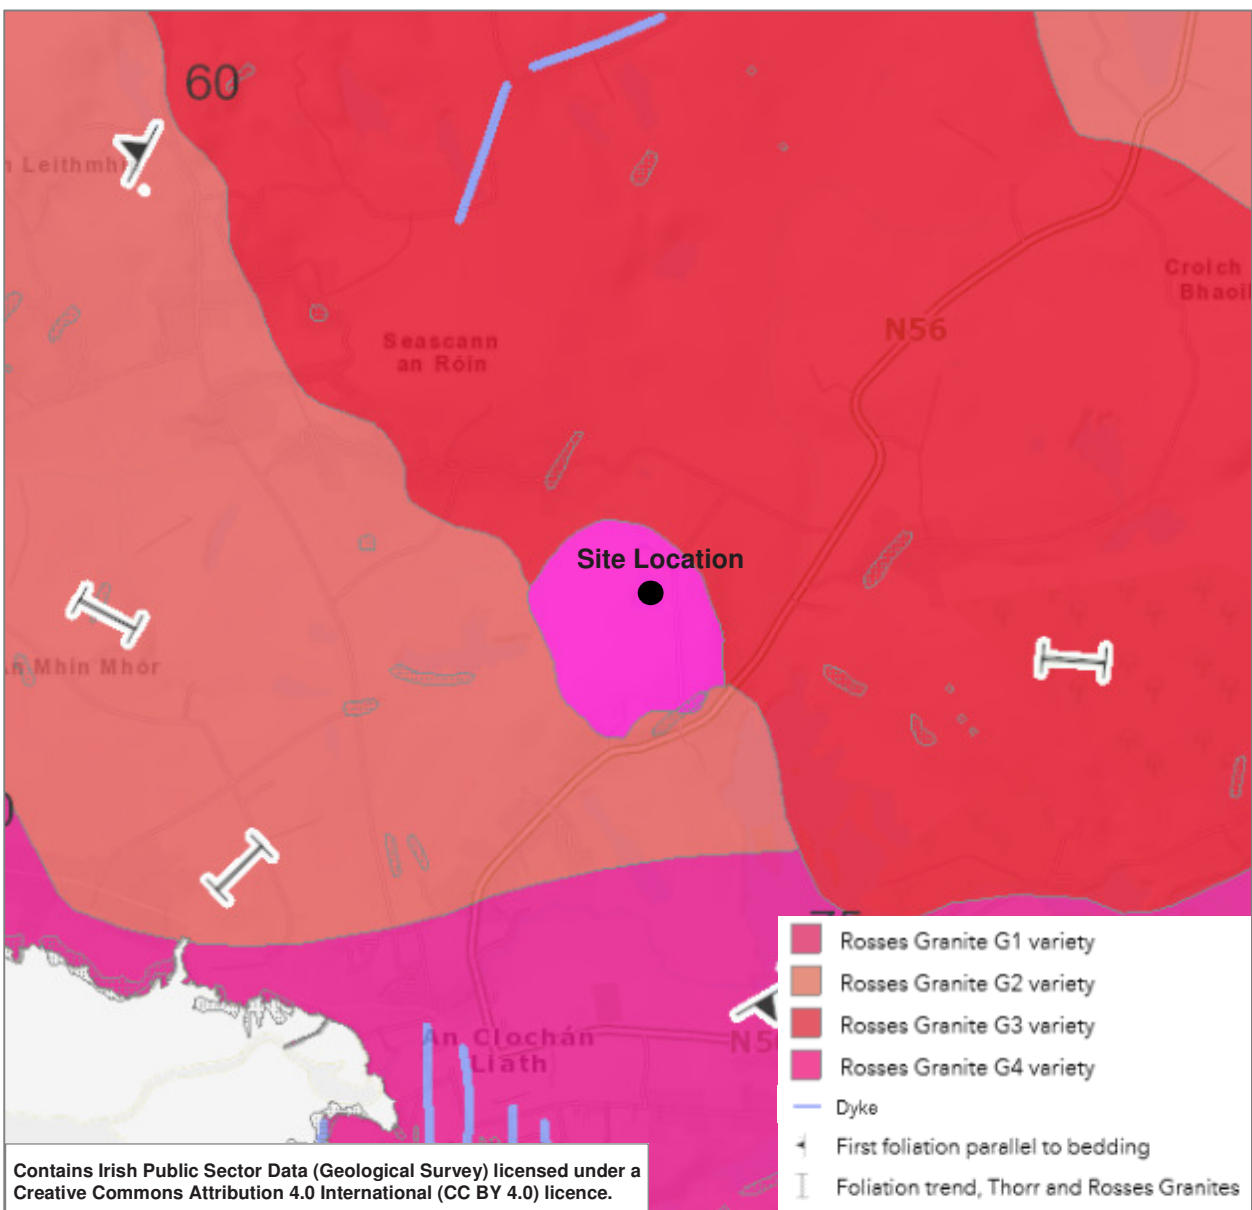 60
Leithmhi
Croich
Bhaoil
N56
Seascann
an Róin
Site Location
An Mhín Mhór
75
An Clochán
Liath
Rosses Granite G1 variety
Rosses Granite G2 variety
Rosses Granite G3 variety
Rosses Granite G4 variety
Dyke
First foliation parallel to bedding
Foliation trend, Thorr and Rosses Granites
Contains Irish Public Sector Data (Geological Survey) licensed under a
Creative Commons Attribution 4.0 International (CC BY 4.0) licence.